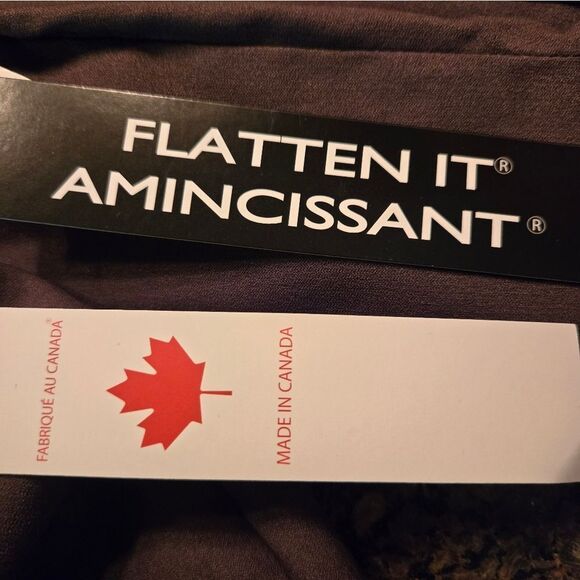 FLATTEN IT®
AMINCISSANT®
FABRIQUÉ AU CANADA®
MADE IN CANADA